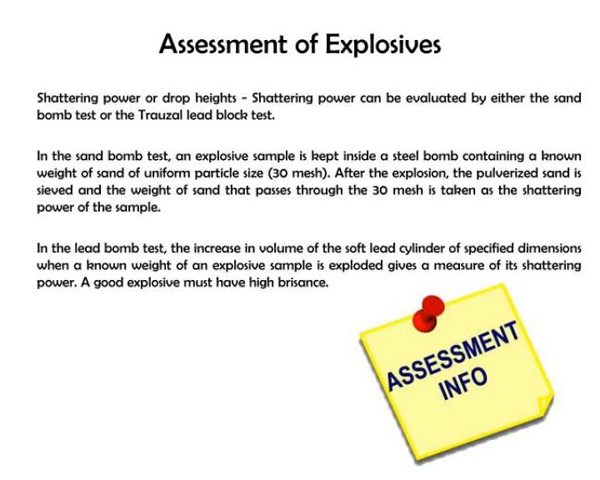 Assessment of Explosives
Shattering power or drop heights - Shattering power can be evaluated by either the sand
bomb test or the Trauzal lead block test.
In the sand bomb test, an explosive sample is kept inside a steel bomb containing a known
weight of sand of uniform particle size (30 mesh). After the explosion, the pulverized sand is
sieved and the weight of sand that passes through the 30 mesh is taken as the shattering
power of the sample.
In the lead bomb test, the increase in volume of the soft lead cylinder of specified dimensions
when a known weight of an explosive sample is exploded gives a measure of its shattering
power. A good explosive must have high brisance.
ASSESSMENT
INFO